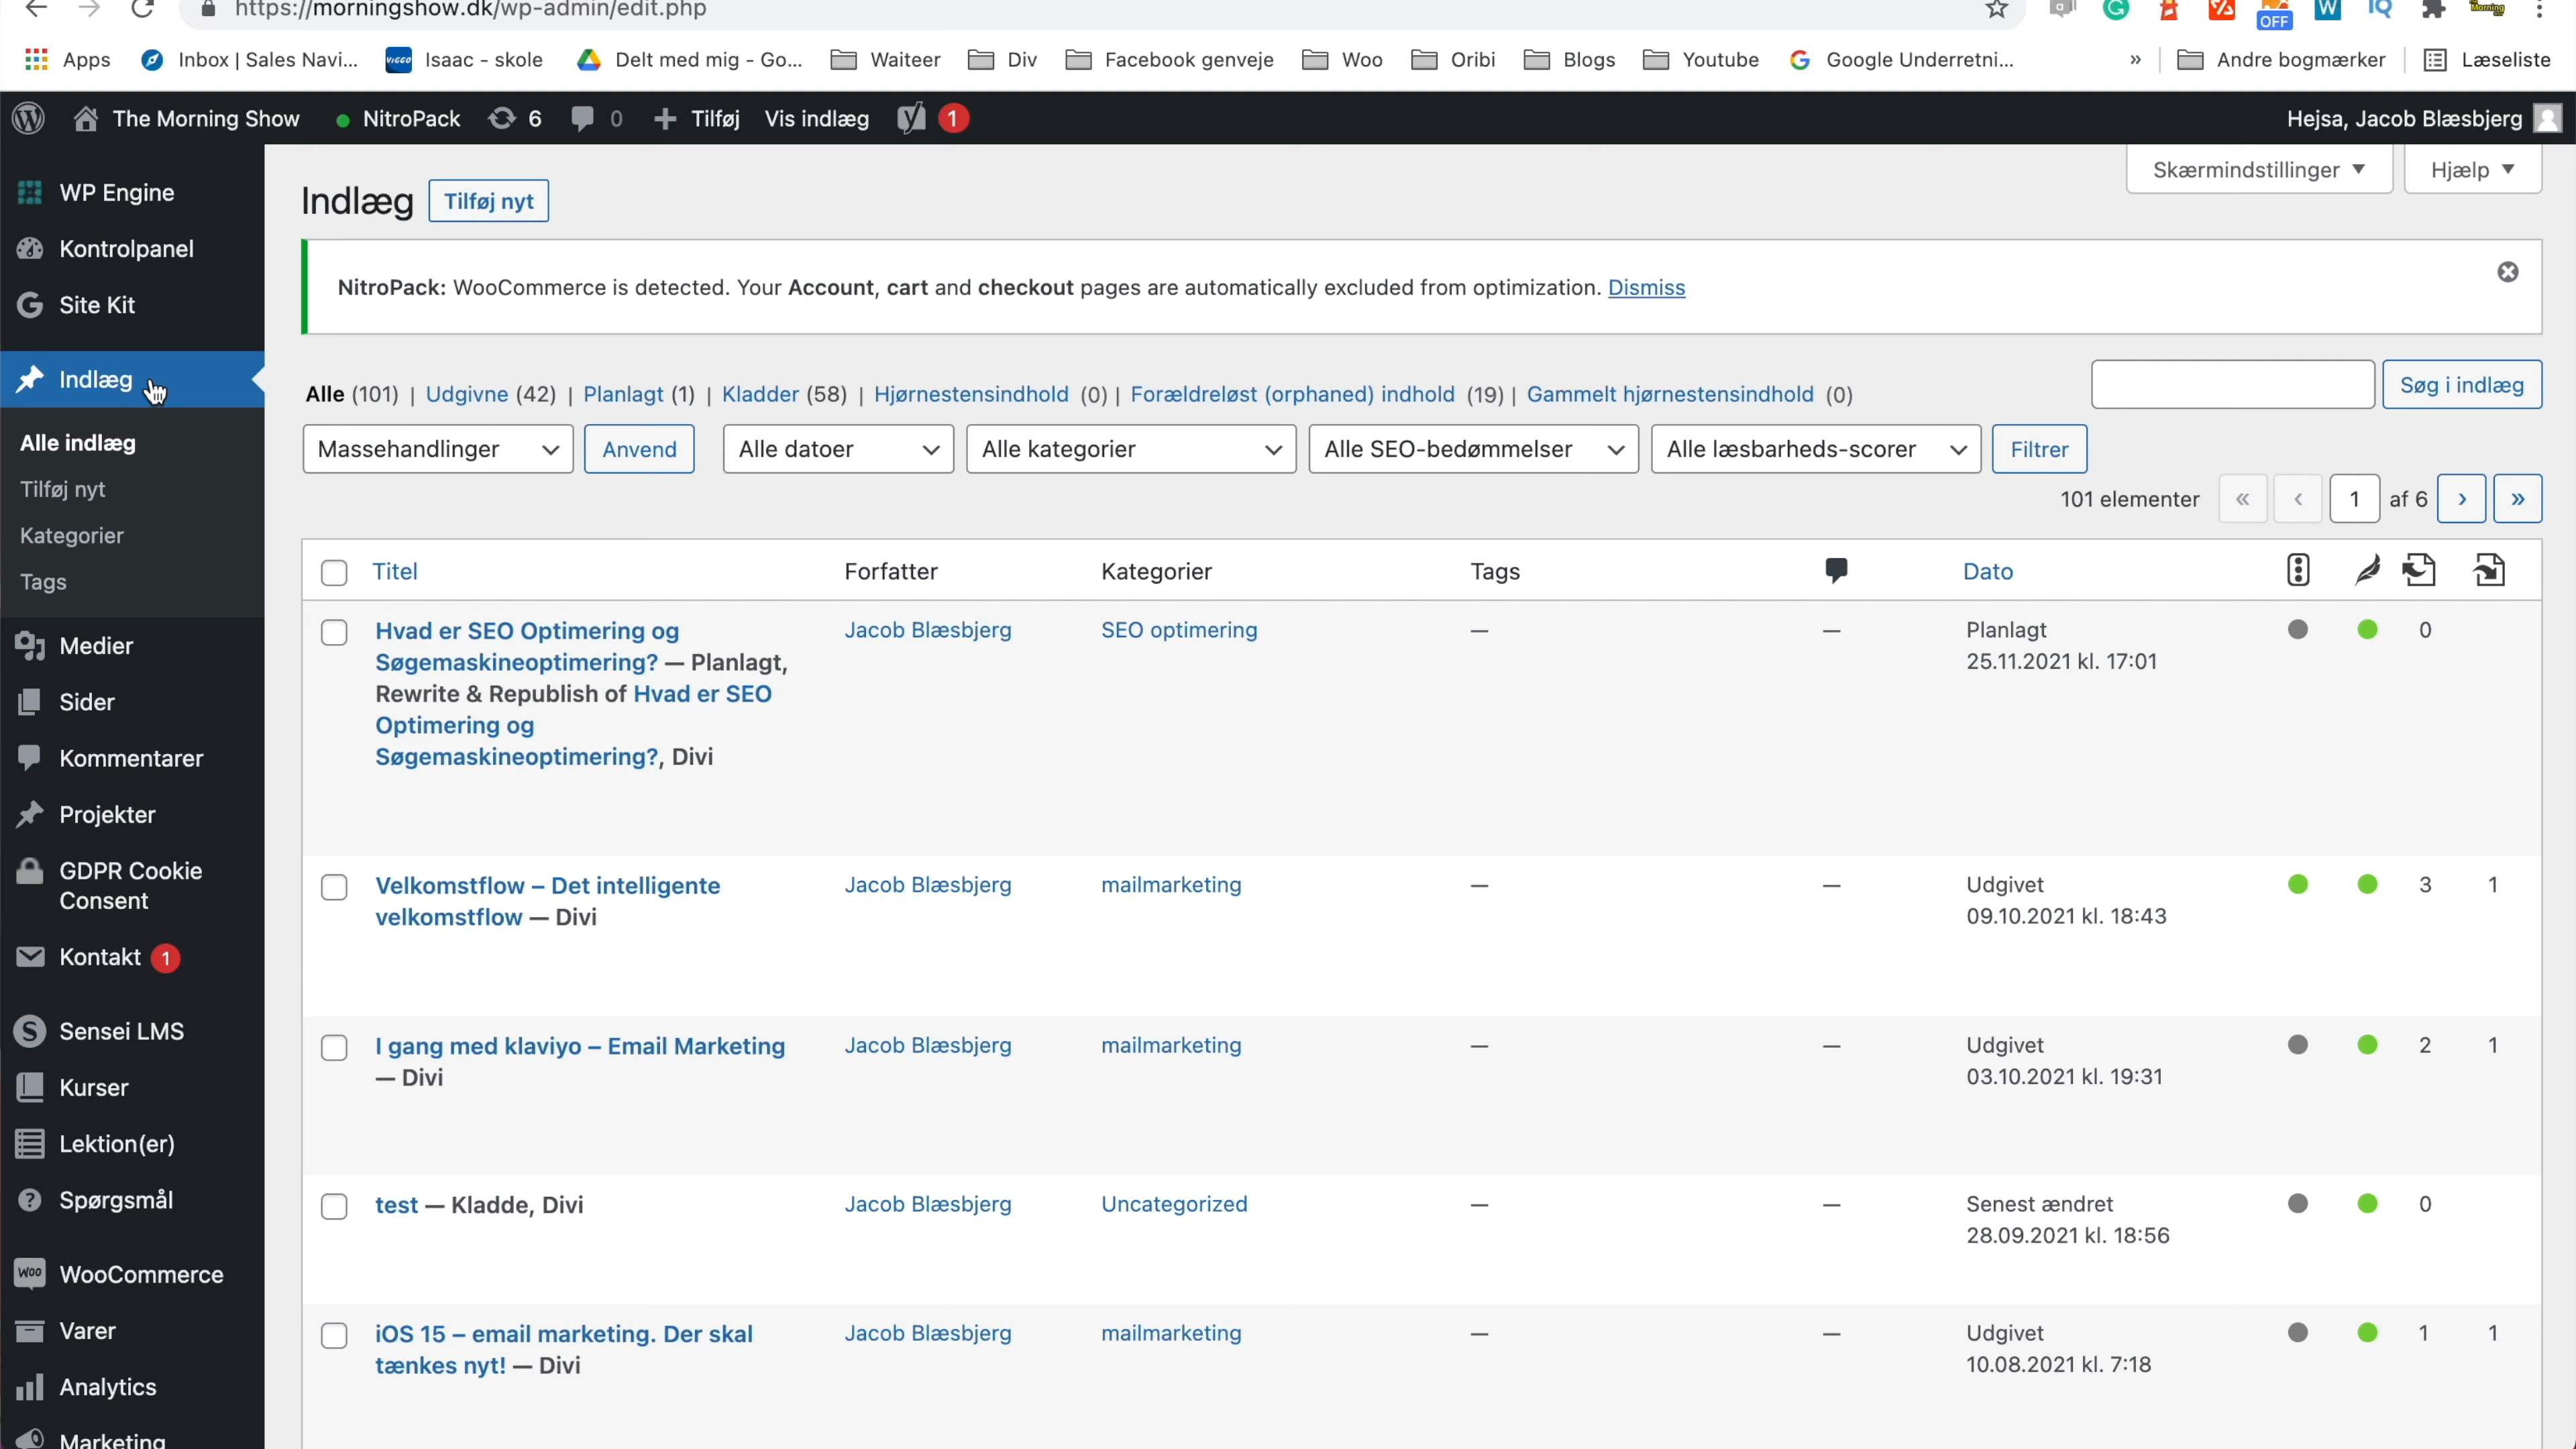 https://morningshow.dk/wp-admin/edit.php
OFF
W
IQ
Morning
Apps
Inbox | Sales Navi...
VIGGO
Isaac - skole
Delt med mig - Go...
Waiteer
Div
Facebook genveje
Woo
Oribi
Blogs
Youtube
Google Underretni...
»
Andre bogmærker
Læseliste
The Morning Show
NitroPack
6
0
Tilføj
Vis indlæg
1
Hejsa, Jacob Blæsbjerg
WP Engine
Kontrolpanel
Site Kit
Indlæg
Alle indlæg
Tilføj nyt
Kategorier
Tags
Medier
Sider
Kommentarer
Projekter
GDPR Cookie
Consent
Kontakt 1
Sensei LMS
Kurser
Lektion(er)
Spørgsmål
WooCommerce
Varer
Analytics
Marketing
Skærmindstillinger
Hjælp
Indlæg
Tilføj nyt
NitroPack: WooCommerce is detected. Your Account, cart and checkout pages are automatically excluded from optimization. Dismiss
Alle (101) | Udgivne (42) | Planlagt (1) | Kladder (58) | Hjørnestensindhold (0) | Forældreløst (orphaned) indhold (19) | Gammelt hjørnestensindhold (0)
Søg i indlæg
Massehandlinger
Anvend
Alle datoer
Alle kategorier
Alle SEO-bedømmelser
Alle læsbarheds-scorer
Filtrer
101 elementer « ‹ 1 af 6 › »
Titel Forfatter Kategorier Tags Dato
Hvad er SEO Optimering og
Søgemaskineoptimering? — Planlagt,
Rewrite & Republish of Hvad er SEO
Optimering og
Søgemaskineoptimering?, Divi
Jacob Blæsbjerg
SEO optimering
—
—
Planlagt
25.11.2021 kl. 17:01
0
Velkomstflow – Det intelligente
velkomstflow — Divi
Jacob Blæsbjerg
mailmarketing
—
—
Udgivet
09.10.2021 kl. 18:43
3
1
I gang med klaviyo – Email Marketing
— Divi
Jacob Blæsbjerg
mailmarketing
—
—
Udgivet
03.10.2021 kl. 19:31
2
1
test — Kladde, Divi
Jacob Blæsbjerg
Uncategorized
—
—
Senest ændret
28.09.2021 kl. 18:56
0
iOS 15 – email marketing. Der skal
tænkes nyt! — Divi
Jacob Blæsbjerg
mailmarketing
—
—
Udgivet
10.08.2021 kl. 7:18
1
1